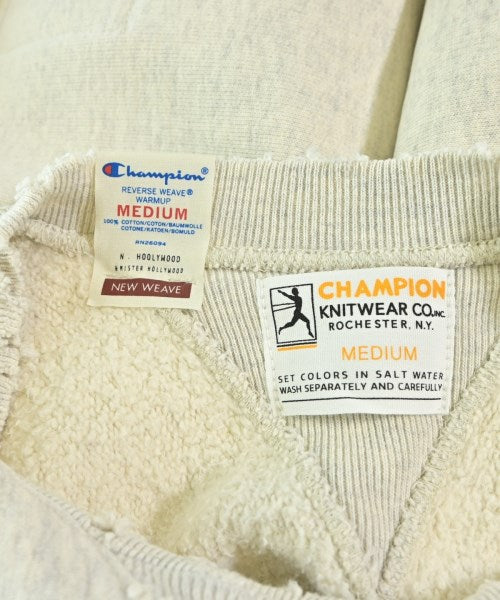 Champion®
REVERSE WEAVE®
WARMUP
MEDIUM
100% COTTON/COTON/BAUMWOLLE
COTONE/KATOEN/BOMULD
RN26094
N. HOOLYWOOD
MISTER HOLLYWOOD
NEW WEAVE
CHAMPION
KNITWEAR CO.INC.
ROCHESTER, N.Y.
MEDIUM
SET COLORS IN SALT WATER
WASH SEPARATELY AND CAREFULLY